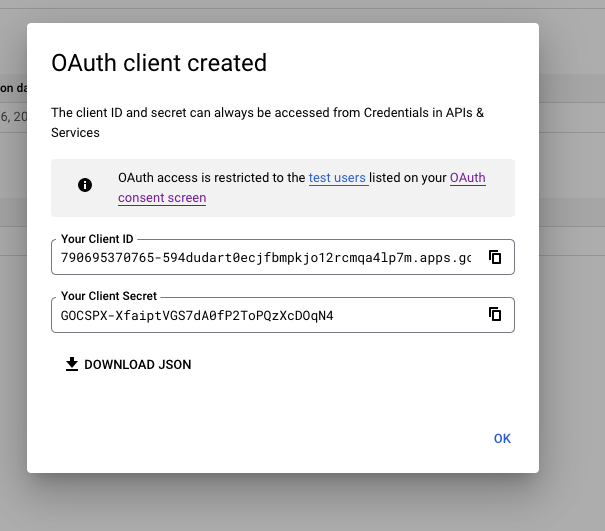 OAuth client created
on da
The client ID and secret can always be accessed from Credentials in APIs &
6, 20
Services
OAuth access is restricted to the test users listed on your OAuth
consent screen
Your Client ID
790695370765-594dudart0ecjfbmpkjo12rcmqa4lp7m.apps.gc
Your Client Secret
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
DOWNLOAD JSON
OK